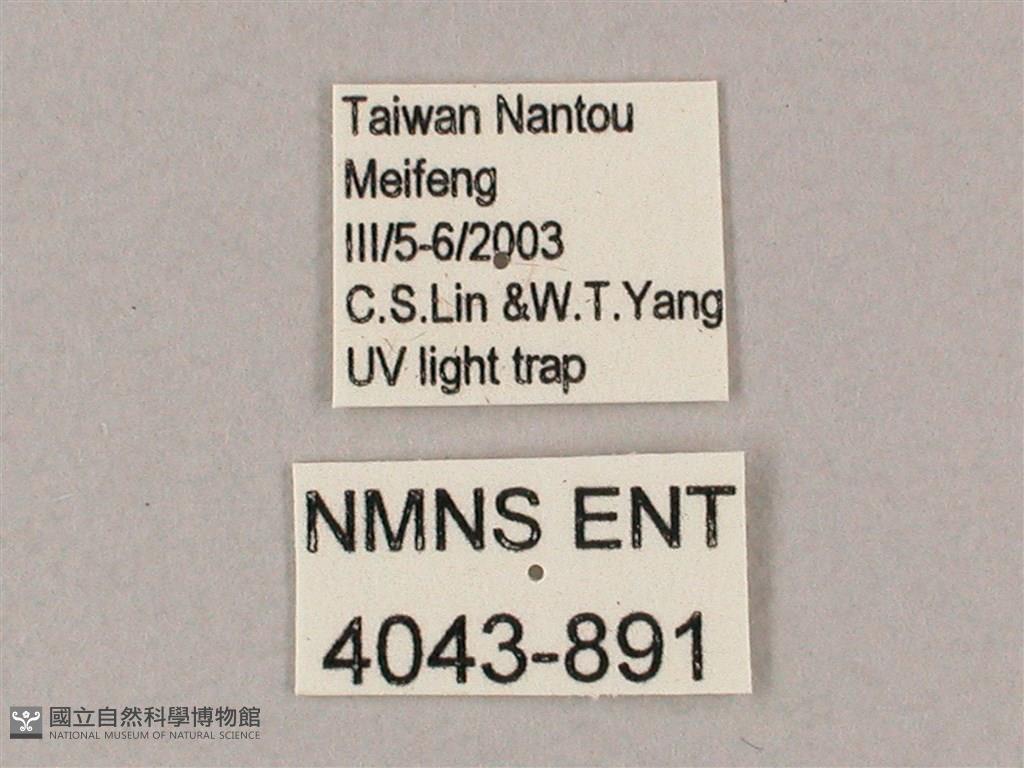 Taiwan Nantou
Meifeng
III/5-6/2003
C.S.Lin &W.T.Yang
UV light trap
NMNS ENT
4043-891
國立自然科學博物館
NATIONAL MUSEUM OF NATURAL SCIENCE